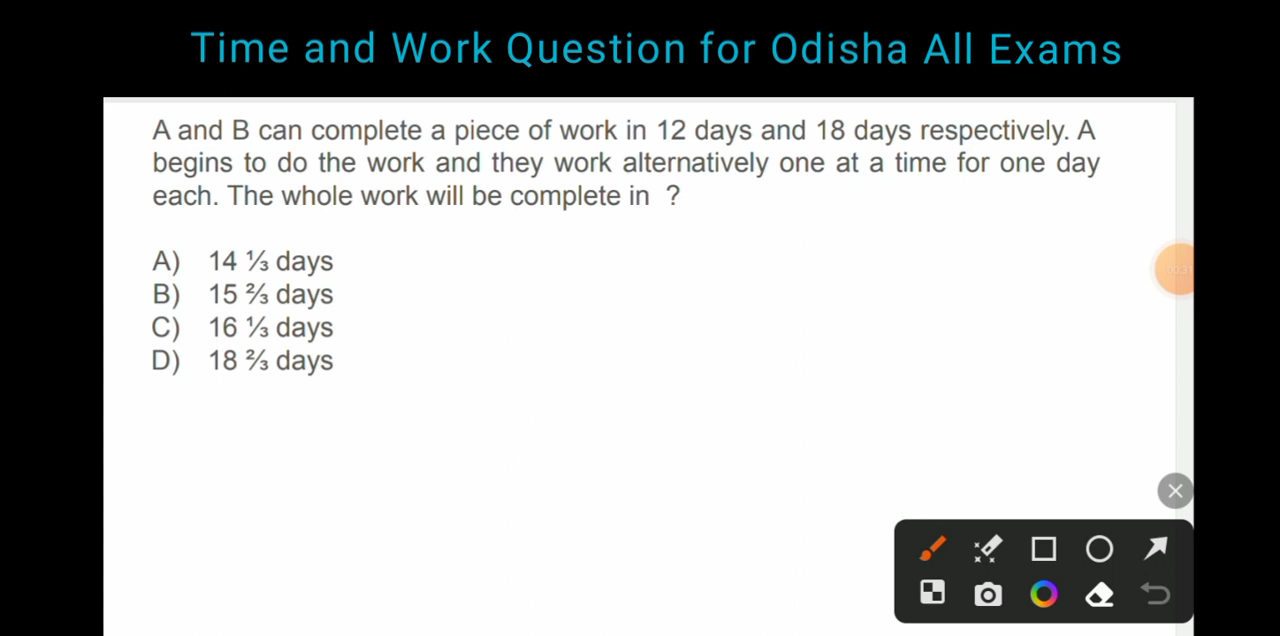 Time and Work Question for Odisha All Exams
A and B can complete a piece of work in 12 days and 18 days respectively. A
begins to do the work and they work alternatively one at a time for one day
each. The whole work will be complete in ?
A) 14 ⅓ days
B) 15 ⅔ days
C) 16 ⅓ days
D) 18 ⅔ days